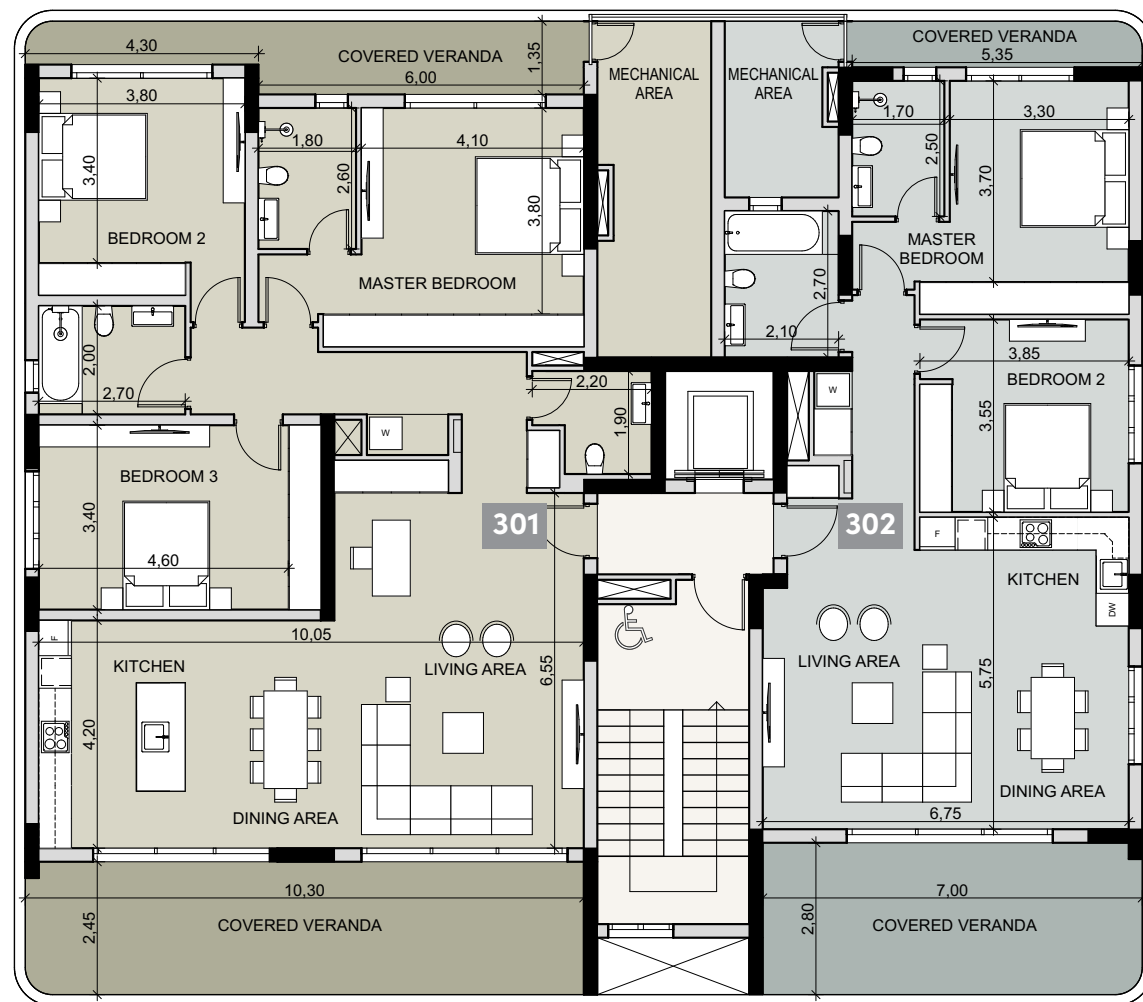 4,30
COVERED VERANDA
6,00
1,35
MECHANICAL
AREA
MECHANICAL
AREA
COVERED VERANDA
5,35
3,80
3,40
BEDROOM 2
1,80
2,60
4,10
3,80
MASTER BEDROOM
1,70
2,50
3,30
3,70
MASTER
BEDROOM
2,70
2,10
2,00
2,70
2,20
1,90
W
W
3,85
BEDROOM 2
3,55
BEDROOM 3
3,40
4,60
301
302
F
KITCHEN
DW
10,05
F
KITCHEN
LIVING AREA
6,55
4,20
DINING AREA
LIVING AREA
5,75
DINING AREA
6,75
10,30
2,45
COVERED VERANDA
7,00
2,80
COVERED VERANDA